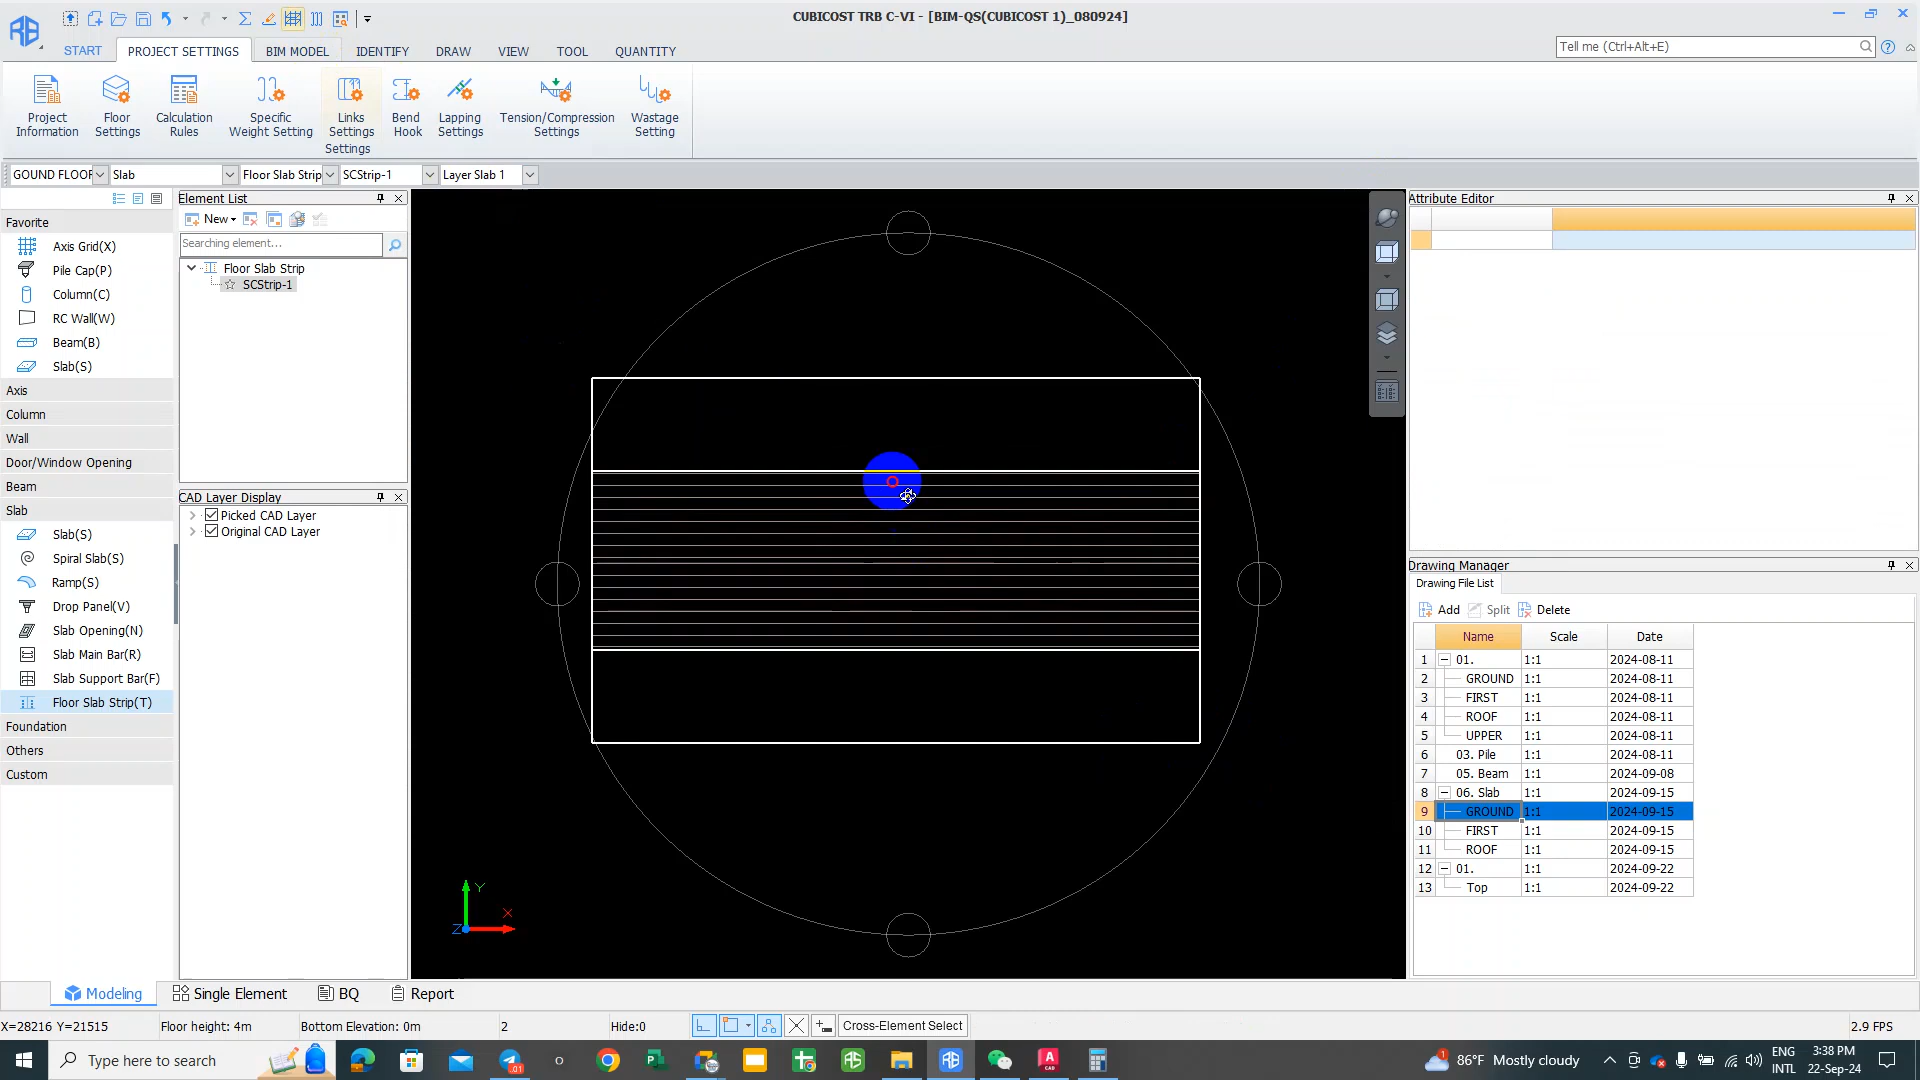 CUBICOST TRB C-VI - [BIM-QS(CUBICOST 1)_080924]
START PROJECT SETTINGS BIM MODEL IDENTIFY DRAW VIEW TOOL QUANTITY
Tell me (Ctrl+Alt+E)
Project Information
Floor Settings
Calculation Rules
Specific Weight Setting
Links Settings
Bend Hook
Lapping Settings
Tension/Compression Settings
Wastage Setting
Settings
GOUND FLOOR Slab Floor Slab Strip SCStrip-1 Layer Slab 1
Favorite
Axis Grid(X)
Pile Cap(P)
Column(C)
RC Wall(W)
Beam(B)
Slab(S)
Axis
Column
Wall
Door/Window Opening
Beam
Slab
Slab(S)
Spiral Slab(S)
Ramp(S)
Drop Panel(V)
Slab Opening(N)
Slab Main Bar(R)
Slab Support Bar(F)
Floor Slab Strip(T)
Foundation
Others
Custom
Element List
New
Searching element...
Floor Slab Strip
SCStrip-1
CAD Layer Display
Picked CAD Layer
Original CAD Layer
Y
X
Z
Attribute Editor
Drawing Manager
Drawing File List
Add Split Delete
Name Scale Date
1 01. 1:1 2024-08-11
2 GROUND 1:1 2024-08-11
3 FIRST 1:1 2024-08-11
4 ROOF 1:1 2024-08-11
5 UPPER 1:1 2024-08-11
6 03. Pile 1:1 2024-08-11
7 05. Beam 1:1 2024-09-08
8 06. Slab 1:1 2024-09-15
9 GROUND 1:1 2024-09-15
10 FIRST 1:1 2024-09-15
11 ROOF 1:1 2024-09-15
12 01. 1:1 2024-09-22
13 Top 1:1 2024-09-22
Modeling Single Element BQ Report
X=28216 Y=21515 Floor height: 4m Bottom Elevation: 0m 2 Hide:0 Cross-Element Select 2.9 FPS
Type here to search
86°F Mostly cloudy
ENG
INTL
3:38 PM
22-Sep-24